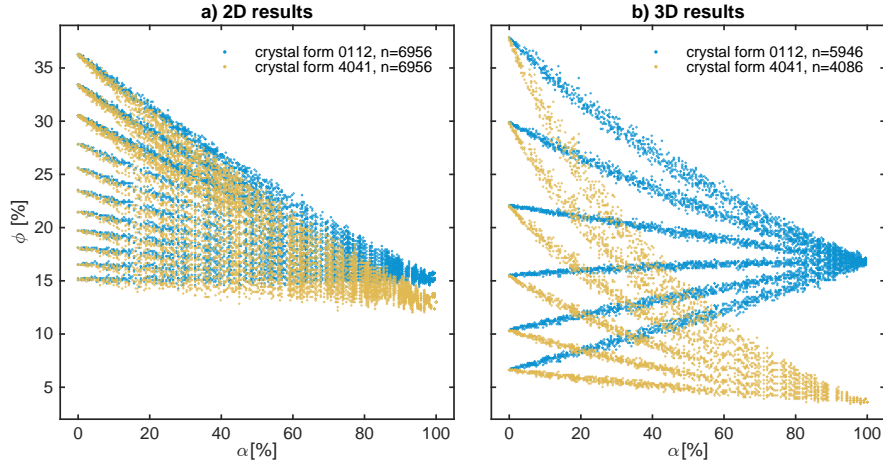 a) 2D results
crystal form 0112, n=6956
crystal form 4041, n=6956
35
30
25
20
15
10
5
ϕ [%]
0 20 40 60 80 100
α[%]
b) 3D results
crystal form 0112, n=5946
crystal form 4041, n=4086
0 20 40 60 80 100
α[%]